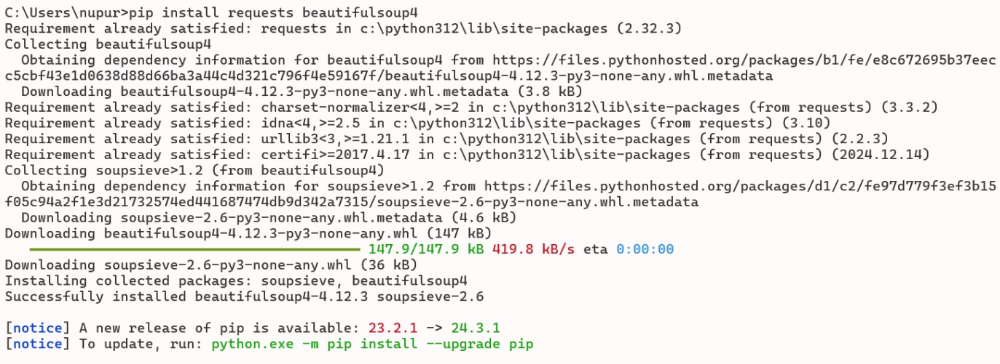 C:\Users\nupur>pip install requests beautifulsoup4
Requirement already satisfied: requests in c:\python312\lib\site-packages (2.32.3)
Collecting beautifulsoup4
  Obtaining dependency information for beautifulsoup4 from https://files.pythonhosted.org/packages/b1/fe/e8c672695b37eec
c5cbf43e1d0638d88d66ba3a44c4d321c796f4e59167f/beautifulsoup4-4.12.3-py3-none-any.whl.metadata
  Downloading beautifulsoup4-4.12.3-py3-none-any.whl.metadata (3.8 kB)
Requirement already satisfied: charset-normalizer<4,>=2 in c:\python312\lib\site-packages (from requests) (3.3.2)
Requirement already satisfied: idna<4,>=2.5 in c:\python312\lib\site-packages (from requests) (3.10)
Requirement already satisfied: urllib3<3,>=1.21.1 in c:\python312\lib\site-packages (from requests) (2.2.3)
Requirement already satisfied: certifi>=2017.4.17 in c:\python312\lib\site-packages (from requests) (2024.12.14)
Collecting soupsieve>1.2 (from beautifulsoup4)
  Obtaining dependency information for soupsieve>1.2 from https://files.pythonhosted.org/packages/d1/c2/fe97d779f3ef3b15
f05c94a2f1e3d21732574ed441687474db9d342a7315/soupsieve-2.6-py3-none-any.whl.metadata
  Downloading soupsieve-2.6-py3-none-any.whl.metadata (4.6 kB)
Downloading beautifulsoup4-4.12.3-py3-none-any.whl (147 kB)
147.9/147.9 kB 419.8 kB/s eta 0:00:00
Downloading soupsieve-2.6-py3-none-any.whl (36 kB)
Installing collected packages: soupsieve, beautifulsoup4
Successfully installed beautifulsoup4-4.12.3 soupsieve-2.6

[notice] A new release of pip is available: 23.2.1 -> 24.3.1
[notice] To update, run: python.exe -m pip install --upgrade pip